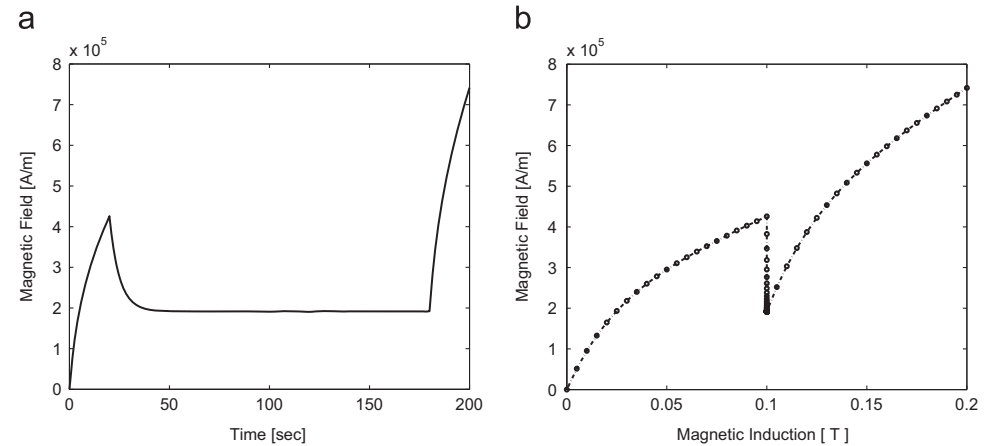 a
x 10^5
8
7
6
5
4
3
2
1
0
0 50 100 150 200
Magnetic Field [A/m]
Time [sec]
b
x 10^5
8
7
6
5
4
3
2
1
0
0 0.05 0.1 0.15 0.2
Magnetic Field [A/m]
Magnetic Induction [ T ]